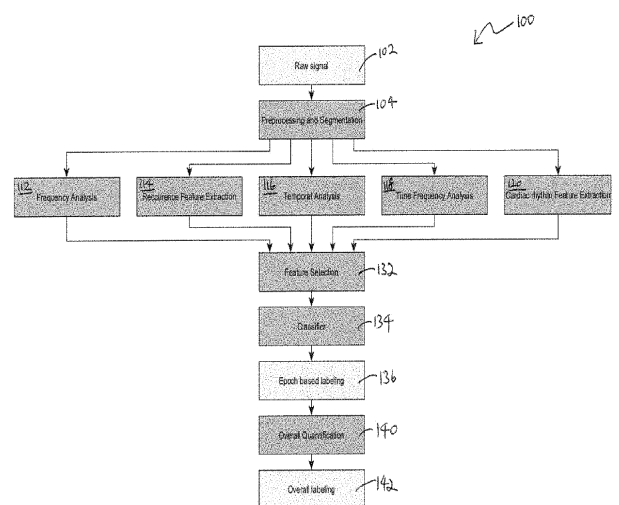 100
Raw signal
102
Preprocessing and Segmentation
104
112
Frequency Analysis
114
Reccurence Feature Extraction
116
Temporal Analysis
118
Time Frequency Analysis
120
Cardiac rhythm Feature Extraction
Feature Selection
132
Classifier
134
Epoch based labeling
136
Overall Quantification
140
Overall labeling
142